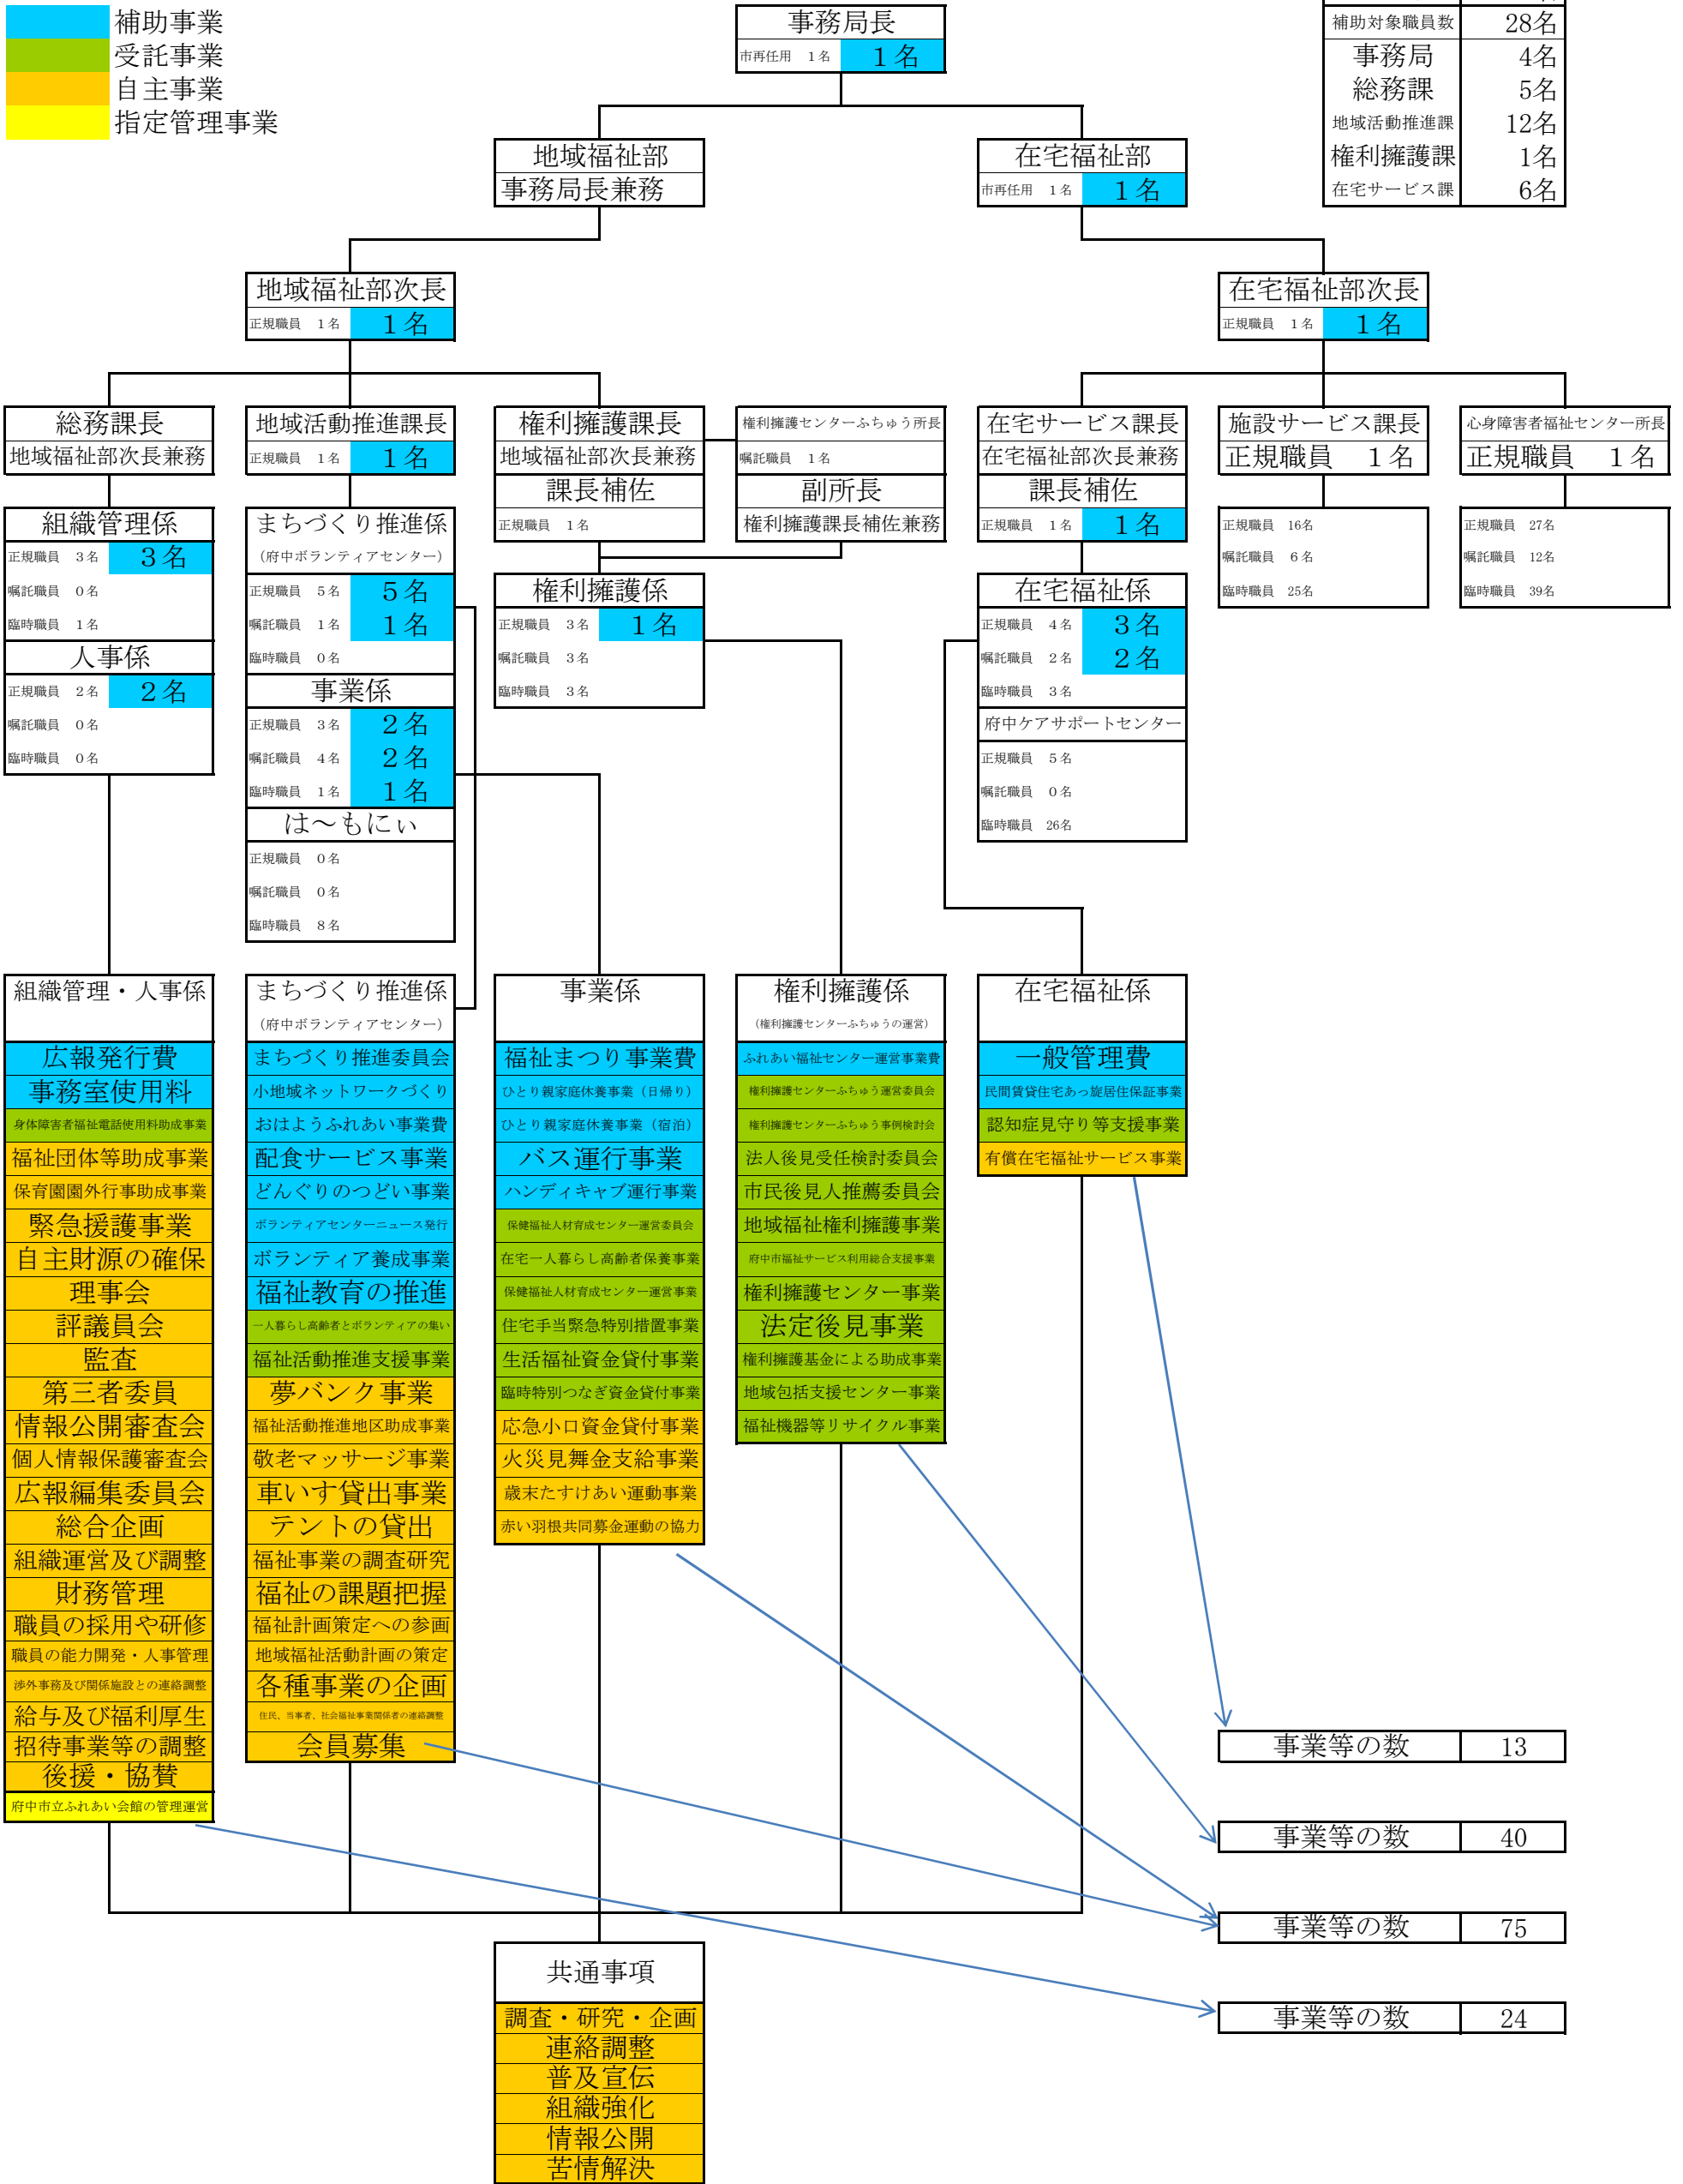 補助事業
受託事業
自主事業
指定管理事業
事務局長
市再任用 1名 1名
補助対象職員数 28名
事務局 4名
総務課 5名
地域活動推進課 12名
権利擁護課 1名
在宅サービス課 6名
地域福祉部
事務局長兼務
在宅福祉部
市再任用 1名 1名
地域福祉部次長
正規職員 1名 1名
在宅福祉部次長
正規職員 1名 1名
総務課長
地域福祉部次長兼務
地域活動推進課長
正規職員 1名 1名
権利擁護課長
地域福祉部次長兼務
課長補佐
正規職員 1名
権利擁護センターふちゅう所長
嘱託職員 1名
副所長
権利擁護課長補佐兼務
在宅サービス課長
在宅福祉部次長兼務
課長補佐
正規職員 1名 1名
施設サービス課長
正規職員 1名
心身障害者福祉センター所長
正規職員 1名
組織管理係
正規職員 3名 3名
嘱託職員 0名
臨時職員 1名
人事係
正規職員 2名 2名
嘱託職員 0名
臨時職員 0名
まちづくり推進係
(府中ボランティアセンター)
正規職員 5名 5名
嘱託職員 1名 1名
臨時職員 0名
事業係
正規職員 3名 2名
嘱託職員 4名 2名
臨時職員 1名 1名
は～もにぃ
正規職員 0名
嘱託職員 0名
臨時職員 8名
権利擁護係
正規職員 3名 1名
嘱託職員 3名
臨時職員 3名
在宅福祉係
正規職員 4名 3名
嘱託職員 2名 2名
臨時職員 3名
府中ケアサポートセンター
正規職員 5名
嘱託職員 0名
臨時職員 26名
正規職員 16名
嘱託職員 6名
臨時職員 25名
正規職員 27名
嘱託職員 12名
臨時職員 39名
組織管理・人事係
広報発行費
事務室使用料
身体障害者福祉電話使用料助成事業
福祉団体等助成事業
保育園園外行事助成事業
緊急援護事業
自主財源の確保
理事会
評議員会
監査
第三者委員
情報公開審査会
個人情報保護審査会
広報編集委員会
総合企画
組織運営及び調整
財務管理
職員の採用や研修
職員の能力開発・人事管理
渉外事務及び関係施設との連絡調整
給与及び福利厚生
招待事業等の調整
後援・協賛
府中市立ふれあい会館の管理運営
まちづくり推進係
(府中ボランティアセンター)
まちづくり推進委員会
小地域ネットワークづくり
おはようふれあい事業費
配食サービス事業
どんぐりのつどい事業
ボランティアセンターニュース発行
ボランティア養成事業
福祉教育の推進
一人暮らし高齢者とボランティアの集い
福祉活動推進支援事業
夢バンク事業
福祉活動推進地区助成事業
敬老マッサージ事業
車いす貸出事業
テントの貸出
福祉事業の調査研究
福祉の課題把握
福祉計画策定への参画
地域福祉活動計画の策定
各種事業の企画
住民、当事者、社会福祉事業関係者の連絡調整
会員募集
事業係
福祉まつり事業費
ひとり親家庭休養事業（日帰り）
ひとり親家庭休養事業（宿泊）
バス運行事業
ハンディキャブ運行事業
保健福祉人材育成センター運営委員会
在宅一人暮らし高齢者保養事業
保健福祉人材育成センター運営事業
住宅手当緊急特別措置事業
生活福祉資金貸付事業
臨時特別つなぎ資金貸付事業
応急小口資金貸付事業
火災見舞金支給事業
歳末たすけあい運動事業
赤い羽根共同募金運動の協力
権利擁護係
(権利擁護センターふちゅうの運営)
ふれあい福祉センター運営事業費
権利擁護センターふちゅう運営委員会
権利擁護センターふちゅう事例検討会
法人後見受任検討委員会
市民後見人推薦委員会
地域福祉権利擁護事業
府中市福祉サービス利用総合支援事業
権利擁護センター事業
法定後見事業
権利擁護基金による助成事業
地域包括支援センター事業
福祉機器等リサイクル事業
在宅福祉係
一般管理費
民間賃貸住宅あっ旋居住保証事業
認知症見守り等支援事業
有償在宅福祉サービス事業
事業等の数 13
事業等の数 40
事業等の数 75
事業等の数 24
共通事項
調査・研究・企画
連絡調整
普及宣伝
組織強化
情報公開
苦情解決